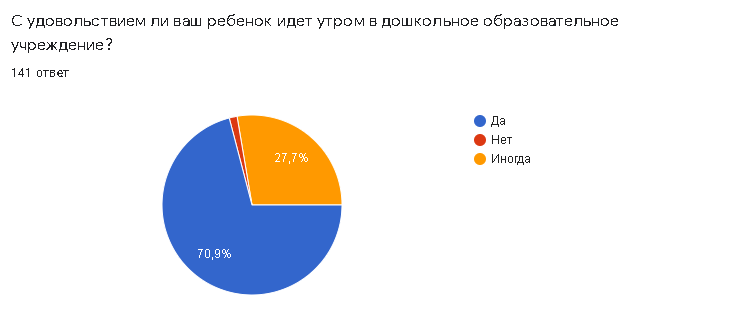 С удовольствием ли ваш ребенок идет утром в дошкольное образовательное
учреждение?
141 ответ
Да
Нет
Иногда
27,7%
70,9%